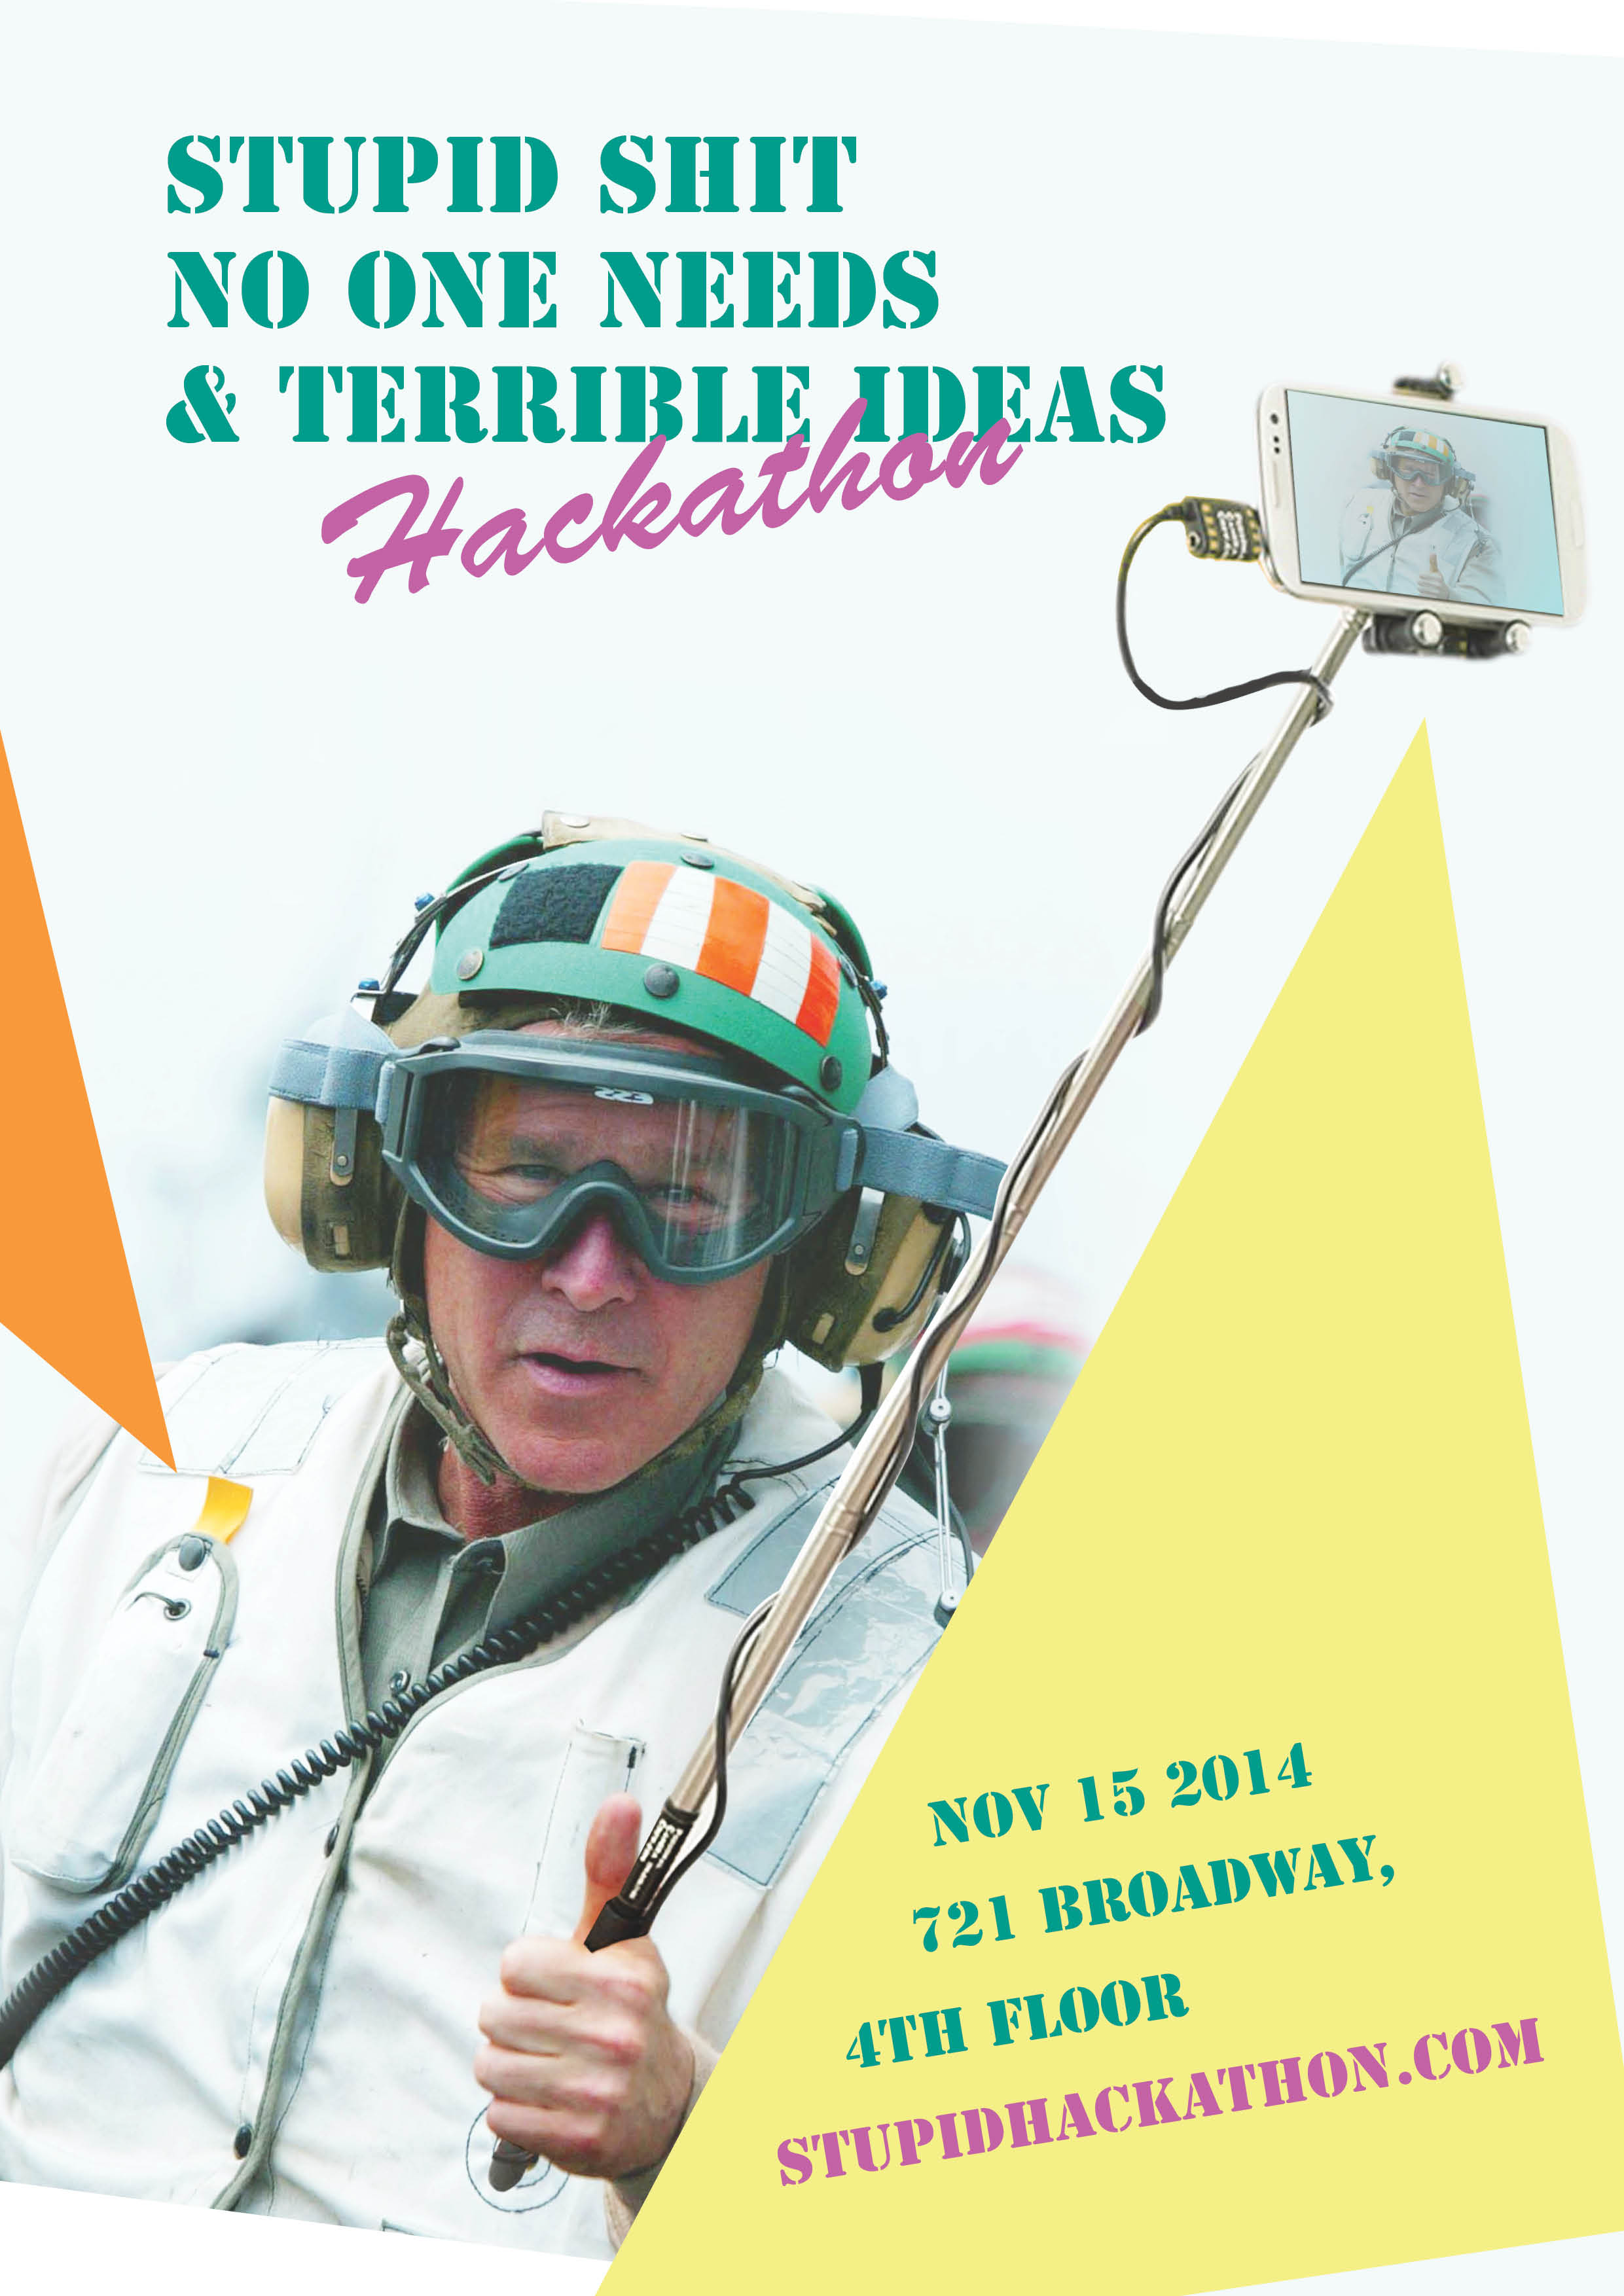 STUPID SHIT
NO ONE NEEDS
& TERRIBLE IDEAS
Hackathon
NOV 15 2014
721 BROADWAY,
4TH FLOOR
STUPIDHACKATHON.COM